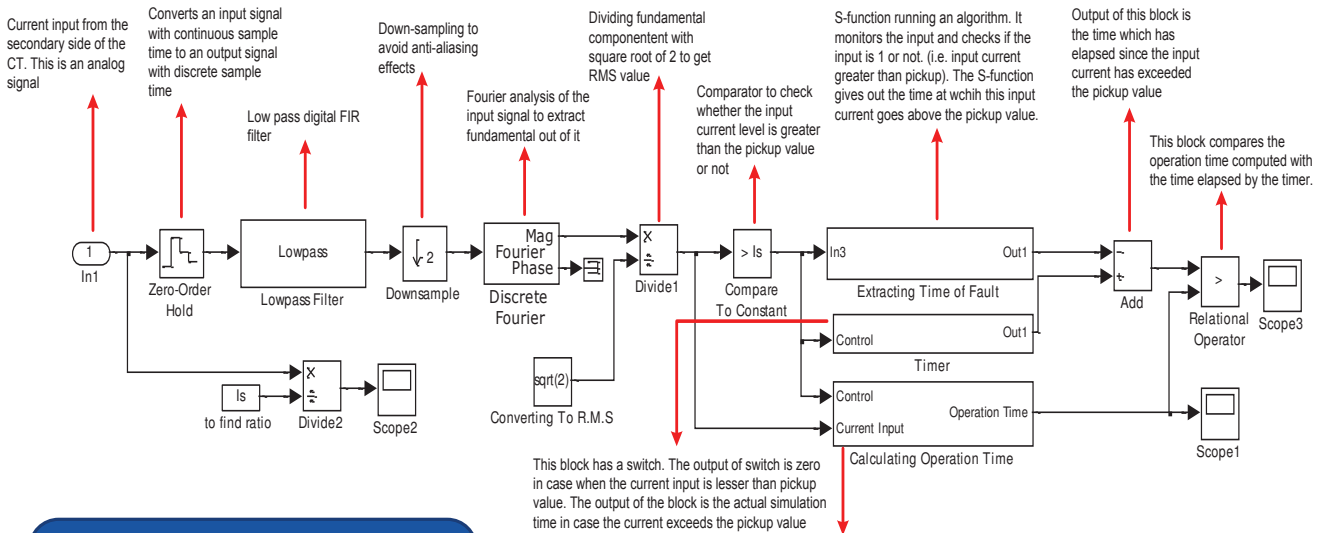 Current input from the
secondary side of the
CT. This is an analog
signal
Converts an input signal
with continuous sample
time to an output signal
with discrete sample
time
Low pass digital FIR
filter
Down-sampling to
avoid anti-aliasing
effects
Fourier analysis of the
input signal to extract
fundamental out of it
Dividing fundamental
componentent with
square root of 2 to get
RMS value
Comparator to check
whether the input
current level is greater
than the pickup value
or not
S-function running an algorithm. It
monitors the input and checks if the
input is 1 or not. (i.e. input current
greater than pickup). The S-function
gives out the time at wchih this input
current goes above the pickup value.
Output of this block is
the time which has
elapsed since the input
current has exceeded
the pickup value
This block compares the
operation time computed with
the time elapsed by the timer.
1
In1
Zero-Order
Hold
Lowpass
Lowpass Filter
2
Downsample
Mag
Fourier
Phase
Discrete
Fourier
x
÷
Divide1
> Is
Compare
To Constant
In3
Out1
Extracting Time of Fault
Control
Out1
Timer
Control
Current Input
Operation Time
Calculating Operation Time
−
+
Add
>
Relational
Operator
Scope3
Scope1
Is
to find ratio
x
÷
Divide2
Scope2
sqrt(2)
Converting To R.M.S
This block has a switch. The output of switch is zero
in case when the current input is lesser than pickup
value. The output of the block is the actual simulation
time in case the current exceeds the pickup value